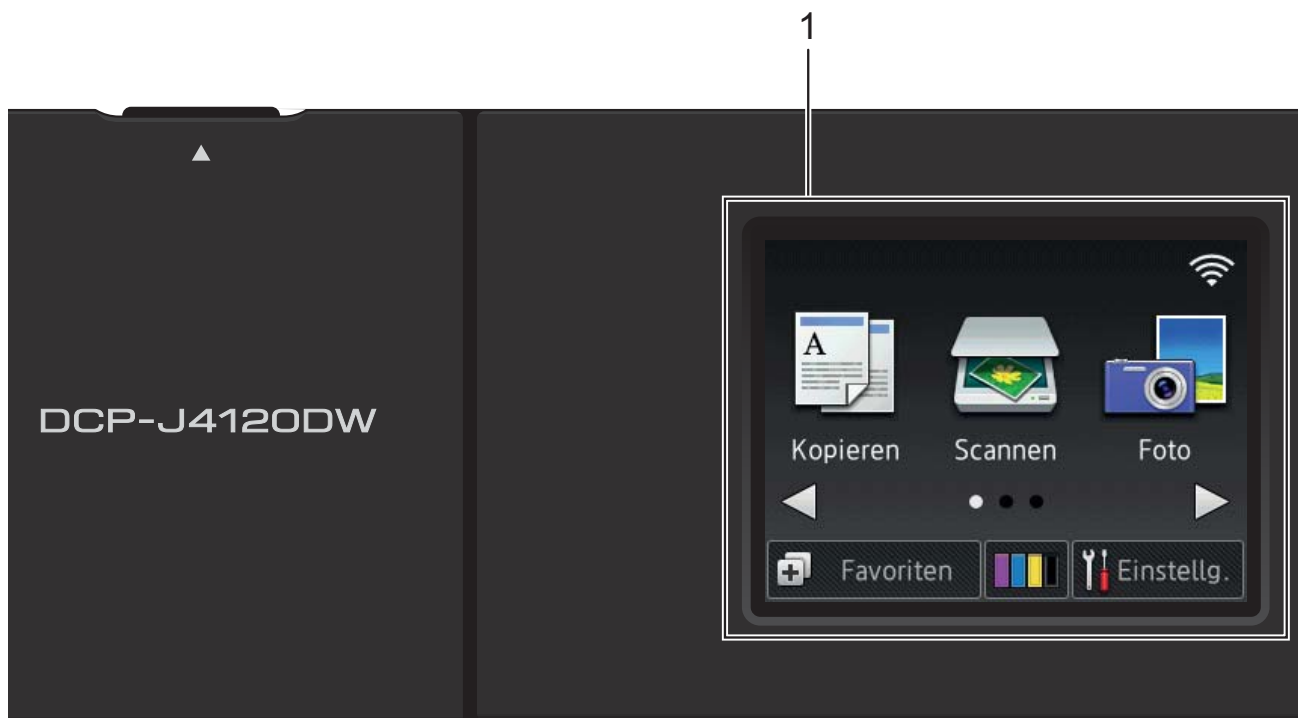 1
DCP-J4120DW
A
Kopieren
Scannen
Foto
Favoriten
Einstellg.